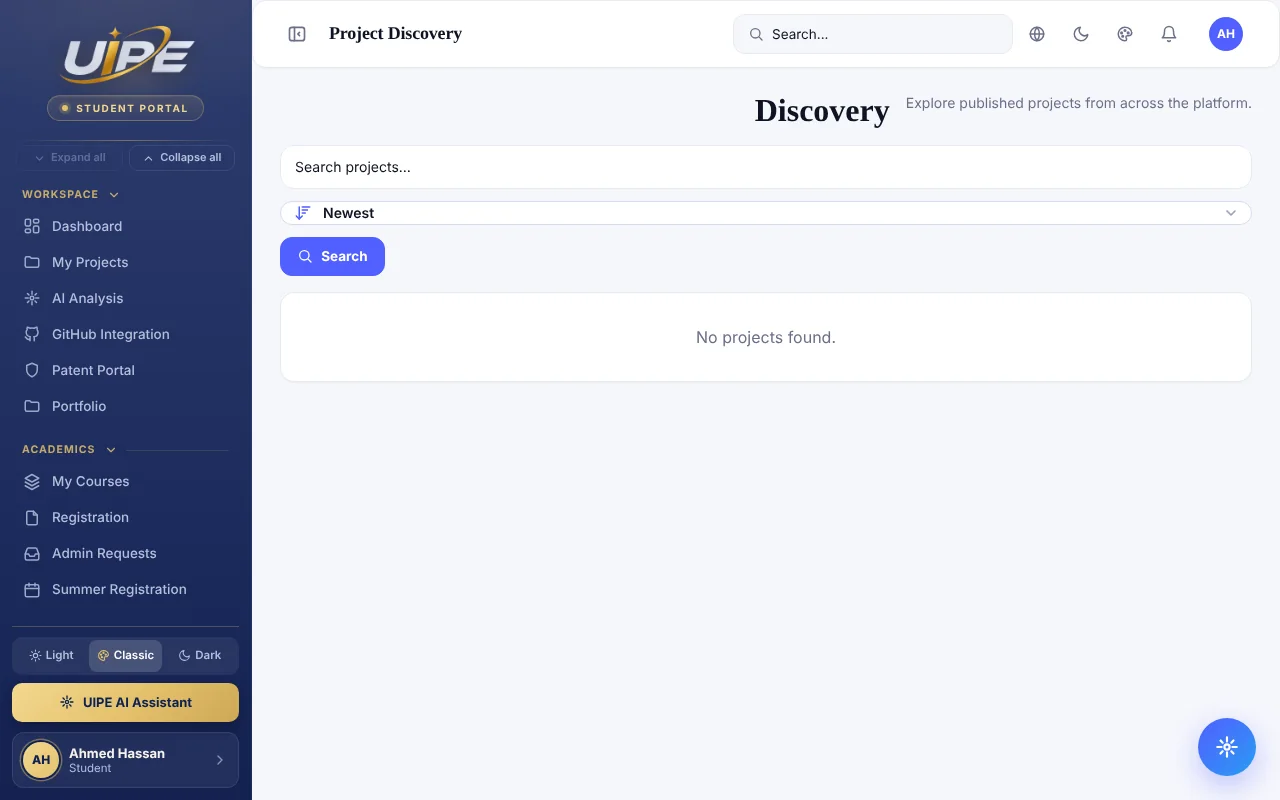 UIPE
STUDENT PORTAL
Expand all
Collapse all
WORKSPACE
Dashboard
My Projects
AI Analysis
GitHub Integration
Patent Portal
Portfolio
ACADEMICS
My Courses
Registration
Admin Requests
Summer Registration
Light
Classic
Dark
UIPE AI Assistant
AH
Ahmed Hassan
Student
Project Discovery
Search...
AH
Discovery
Explore published projects from across the platform.
Search projects...
Newest
Search
No projects found.